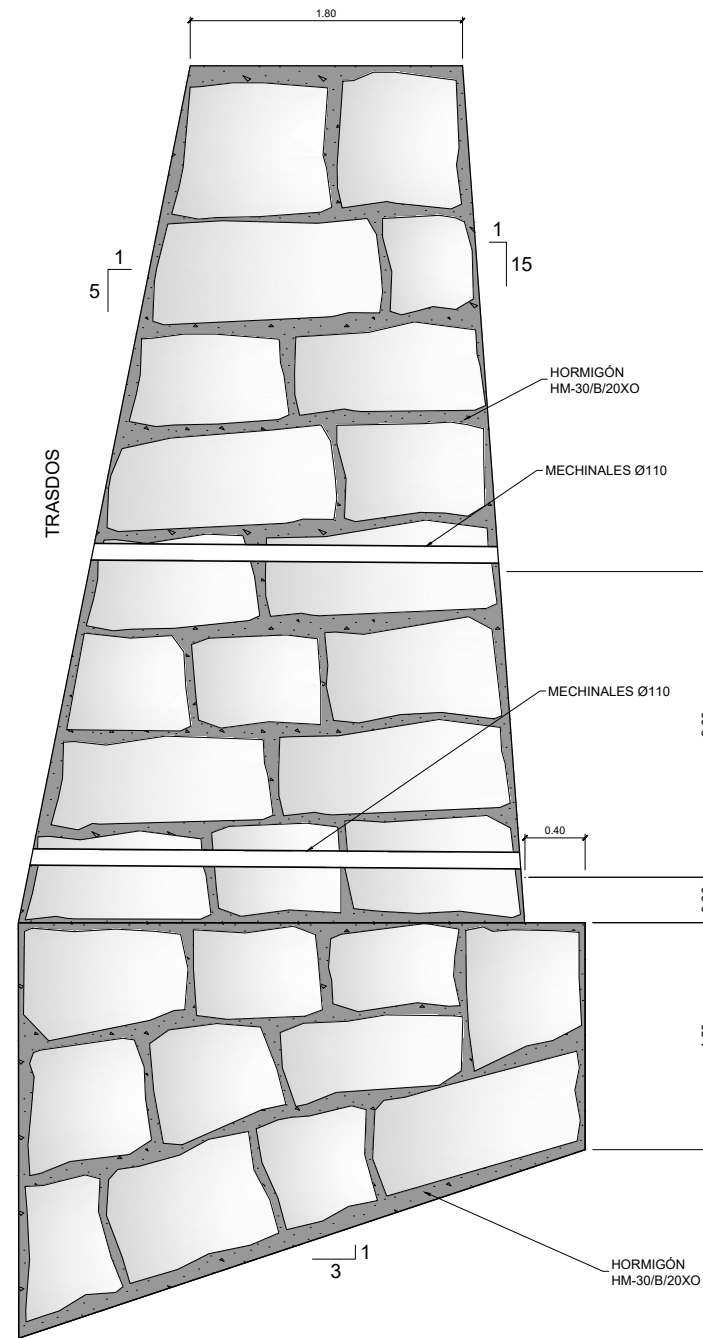 1.80
1
5
1
15
HORMIGÓN
HM-30/B/20XO
TRASDOS
MECHINALES Ø110
MECHINALES Ø110
0.40
1
3
HORMIGÓN
HM-30/B/20XO